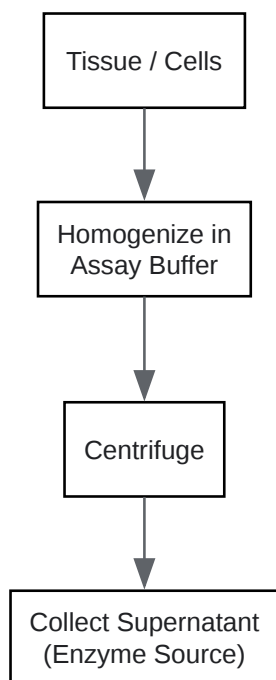 Tissue / Cells
Homogenize in
Assay Buffer
Centrifuge
Collect Supernatant
(Enzyme Source)